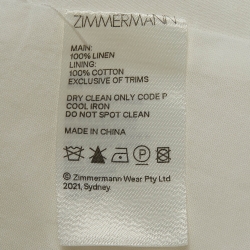 ZIMMERMANN
MAIN:
100% LINEN
LINING:
100% COTTON
EXCLUSIVE OF TRIMS
DRY CLEAN ONLY CODE P
COOL IRON
DO NOT SPOT CLEAN
MADE IN CHINA
P
© Zimmermann Wear Pty Ltd
2021, Sydney